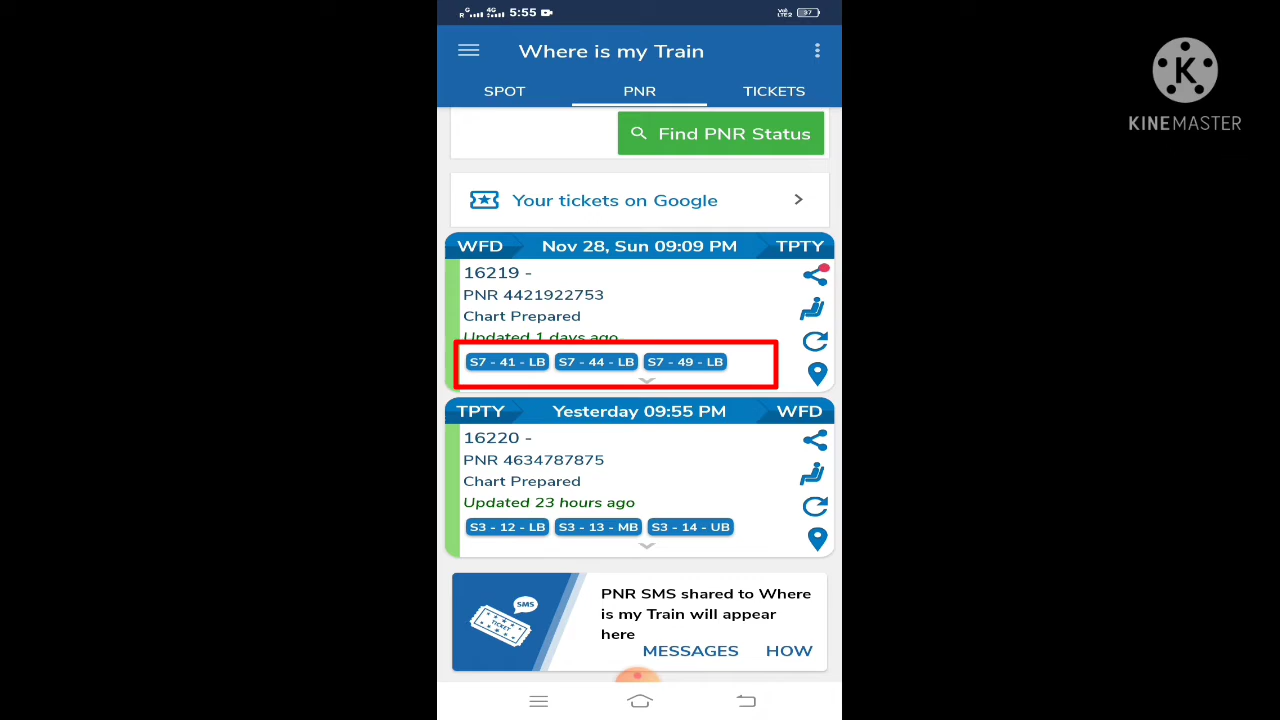 5:55
4G
37
Where is my Train
SPOT PNR TICKETS
Find PNR Status
Your tickets on Google
WFD Nov 28, Sun 09:09 PM TPTY
16219 -
PNR 4421922753
Chart Prepared
Updated 1 days ago
S7 - 41 - LB S7 - 44 - LB S7 - 49 - LB
TPTY Yesterday 09:55 PM WFD
16220 -
PNR 4634787875
Chart Prepared
Updated 23 hours ago
S3 - 12 - LB S3 - 13 - MB S3 - 14 - UB
SMS
TICKET
PNR SMS shared to Where
is my Train will appear
here
MESSAGES HOW
K
KINEMASTER